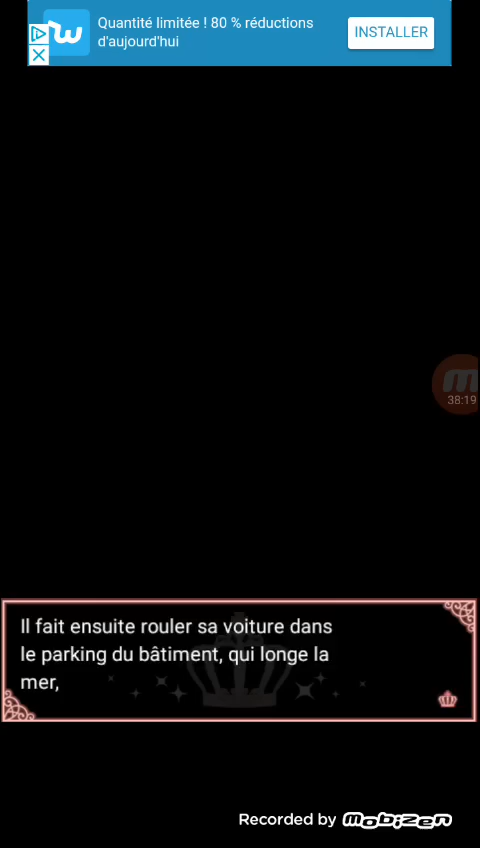 Quantité limitée ! 80 % réductions
d'aujourd'hui
INSTALLER
38:19
Il fait ensuite rouler sa voiture dans
le parking du bâtiment, qui longe la
mer,
Recorded by Mobizen